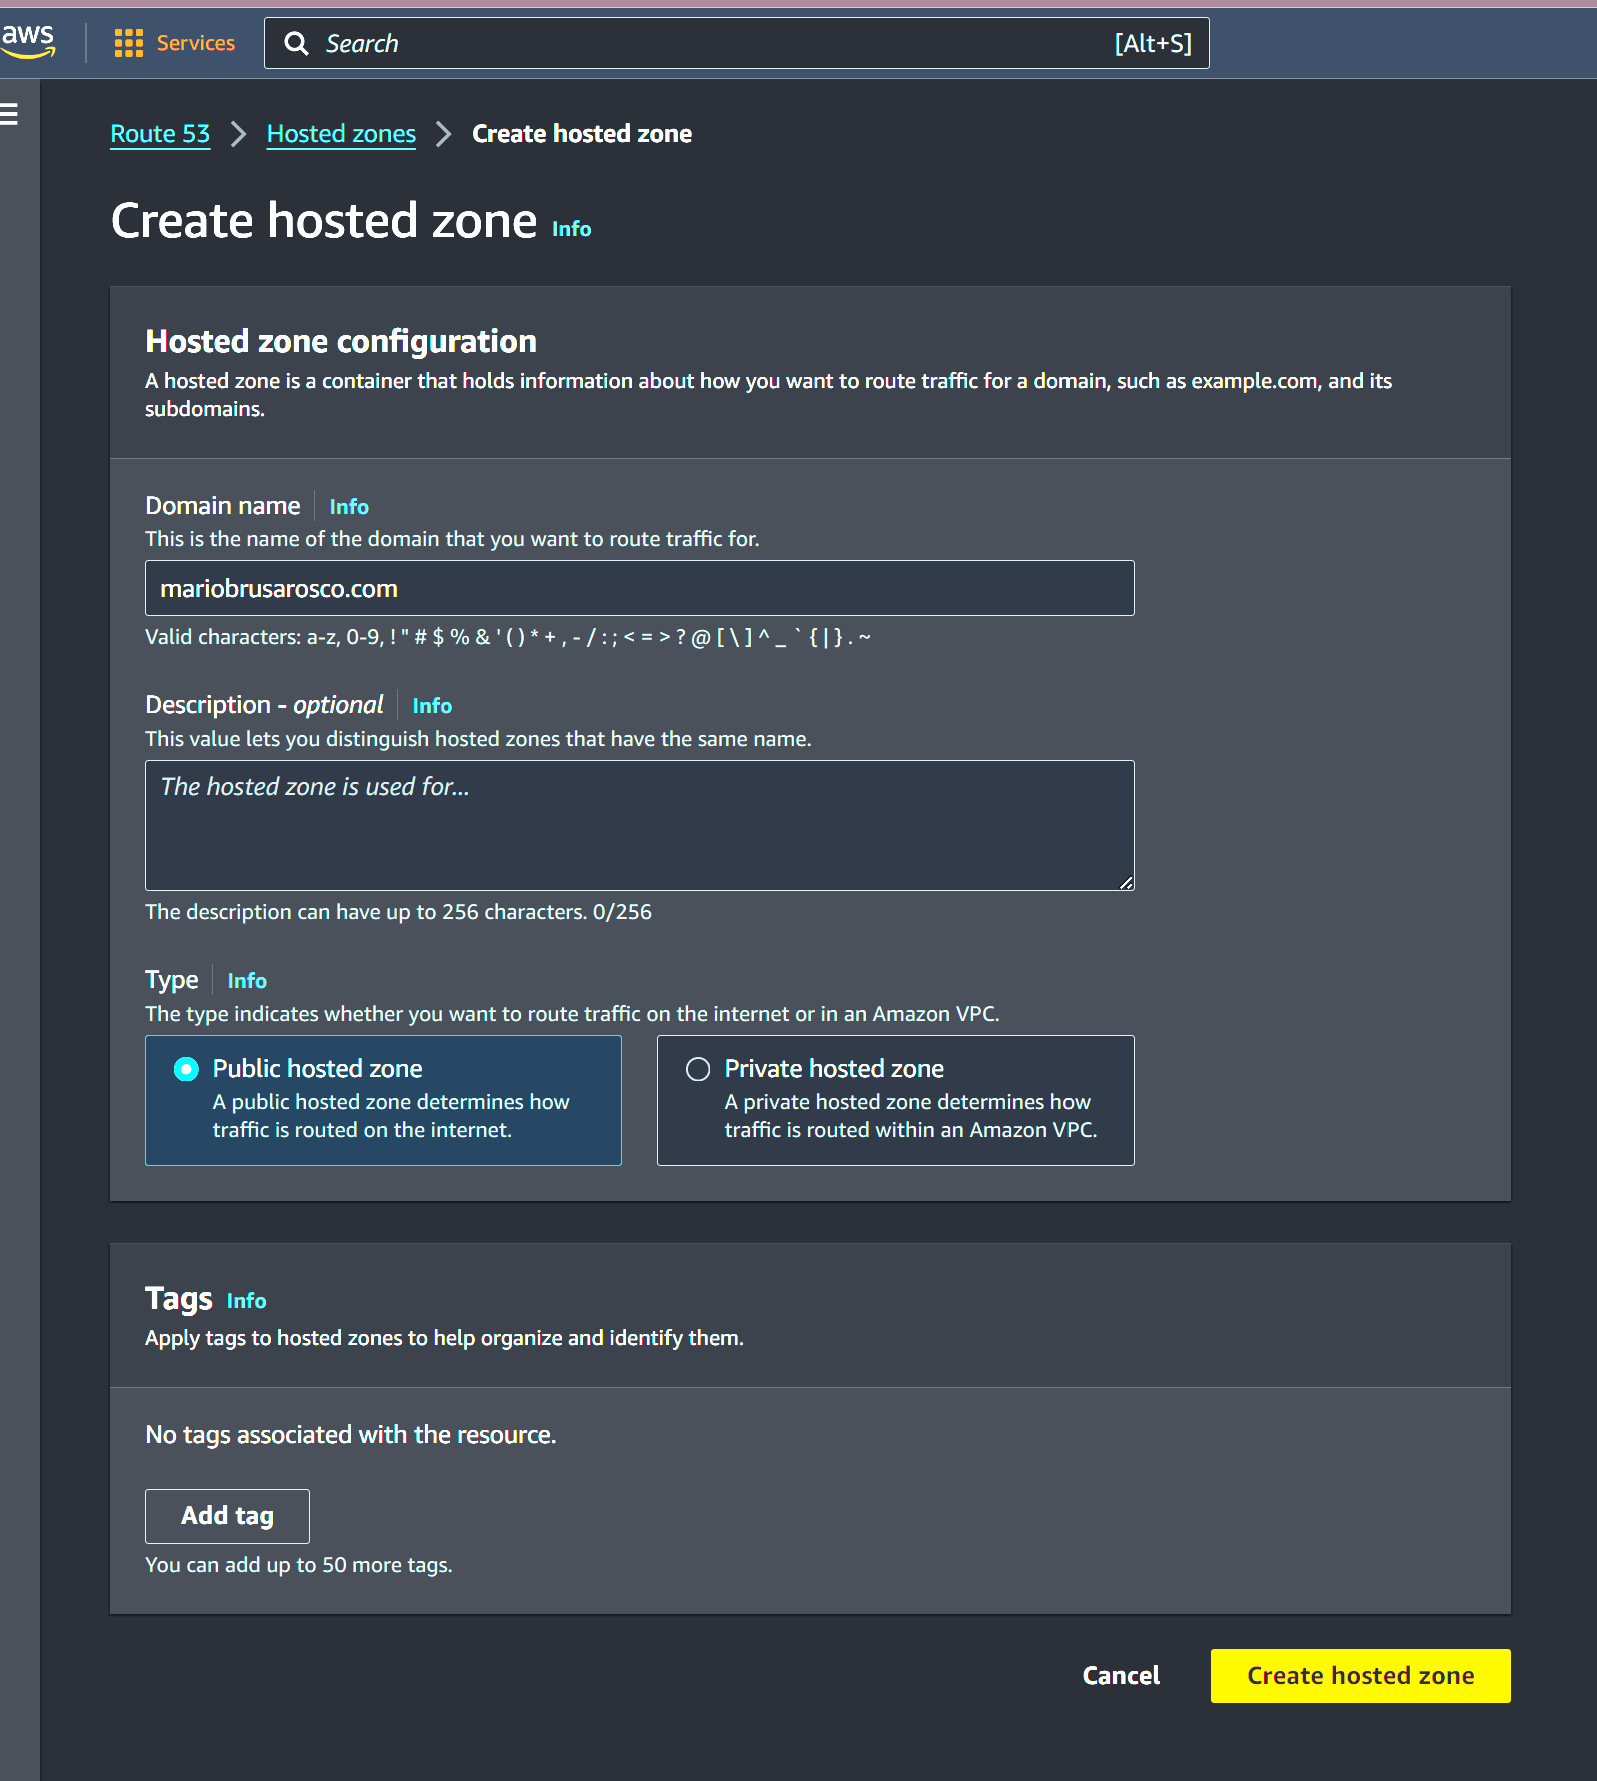 aws
Services
Search
[Alt+S]
Route 53
Hosted zones
Create hosted zone
Create hosted zone Info
Hosted zone configuration
A hosted zone is a container that holds information about how you want to route traffic for a domain, such as example.com, and its
subdomains.
Domain name Info
This is the name of the domain that you want to route traffic for.
mariobrusarosco.com
Valid characters: a-z, 0-9, ! " # $ % & ' ( ) * + , - / : ; < = > ? @ [ \ ] ^ _ ` { | } . ~
Description - optional Info
This value lets you distinguish hosted zones that have the same name.
The hosted zone is used for...
The description can have up to 256 characters. 0/256
Type Info
The type indicates whether you want to route traffic on the internet or in an Amazon VPC.
Public hosted zone
A public hosted zone determines how
traffic is routed on the internet.
Private hosted zone
A private hosted zone determines how
traffic is routed within an Amazon VPC.
Tags Info
Apply tags to hosted zones to help organize and identify them.
No tags associated with the resource.
Add tag
You can add up to 50 more tags.
Cancel
Create hosted zone